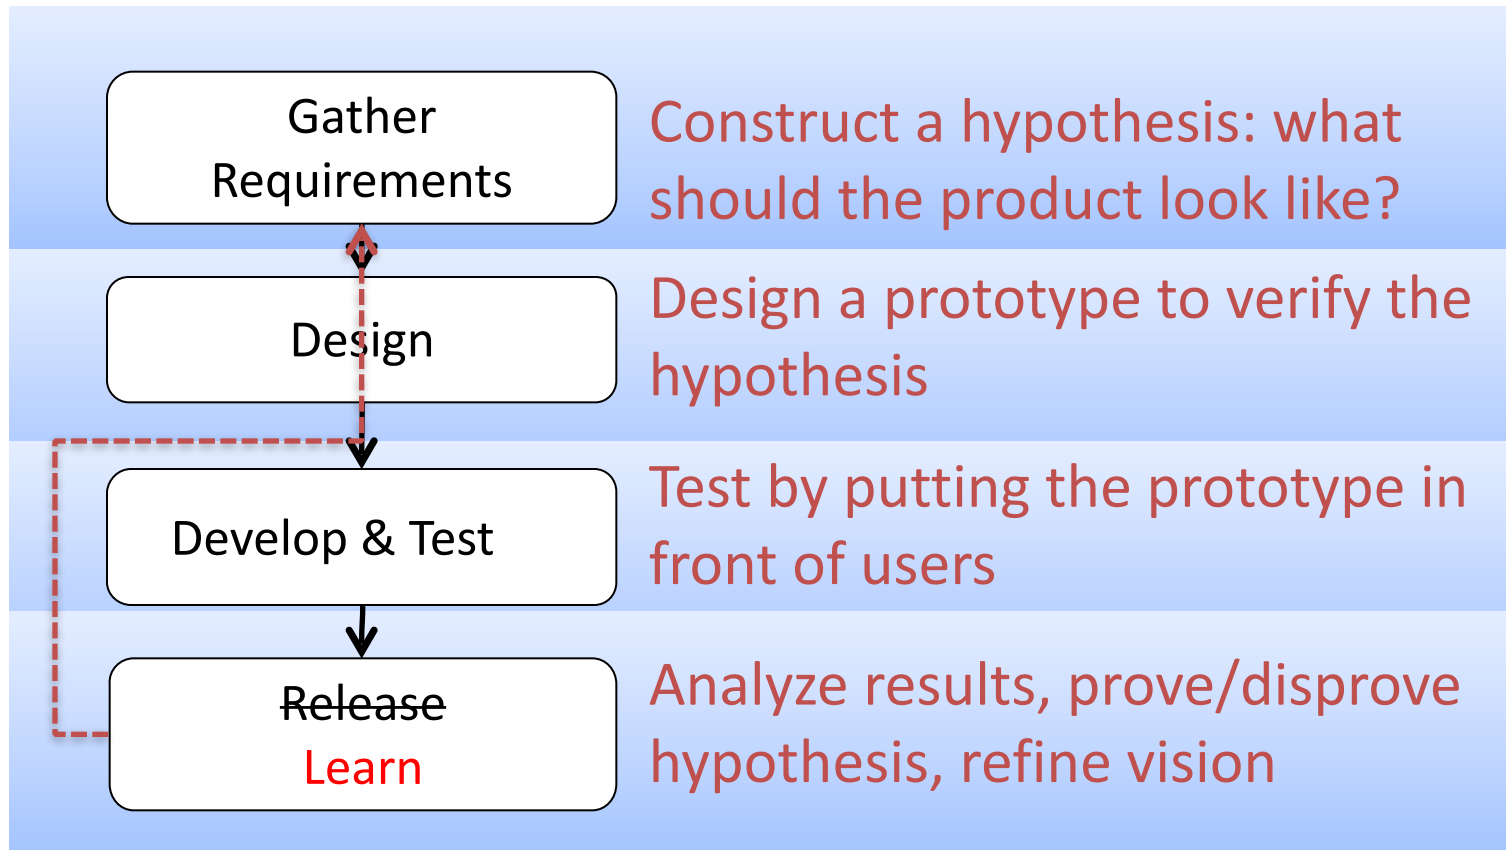 Gather
Requirements
Construct a hypothesis: what
should the product look like?
Design
Design a prototype to verify the
hypothesis
Develop & Test
Test by putting the prototype in
front of users
Release
Learn
Analyze results, prove/disprove
hypothesis, refine vision